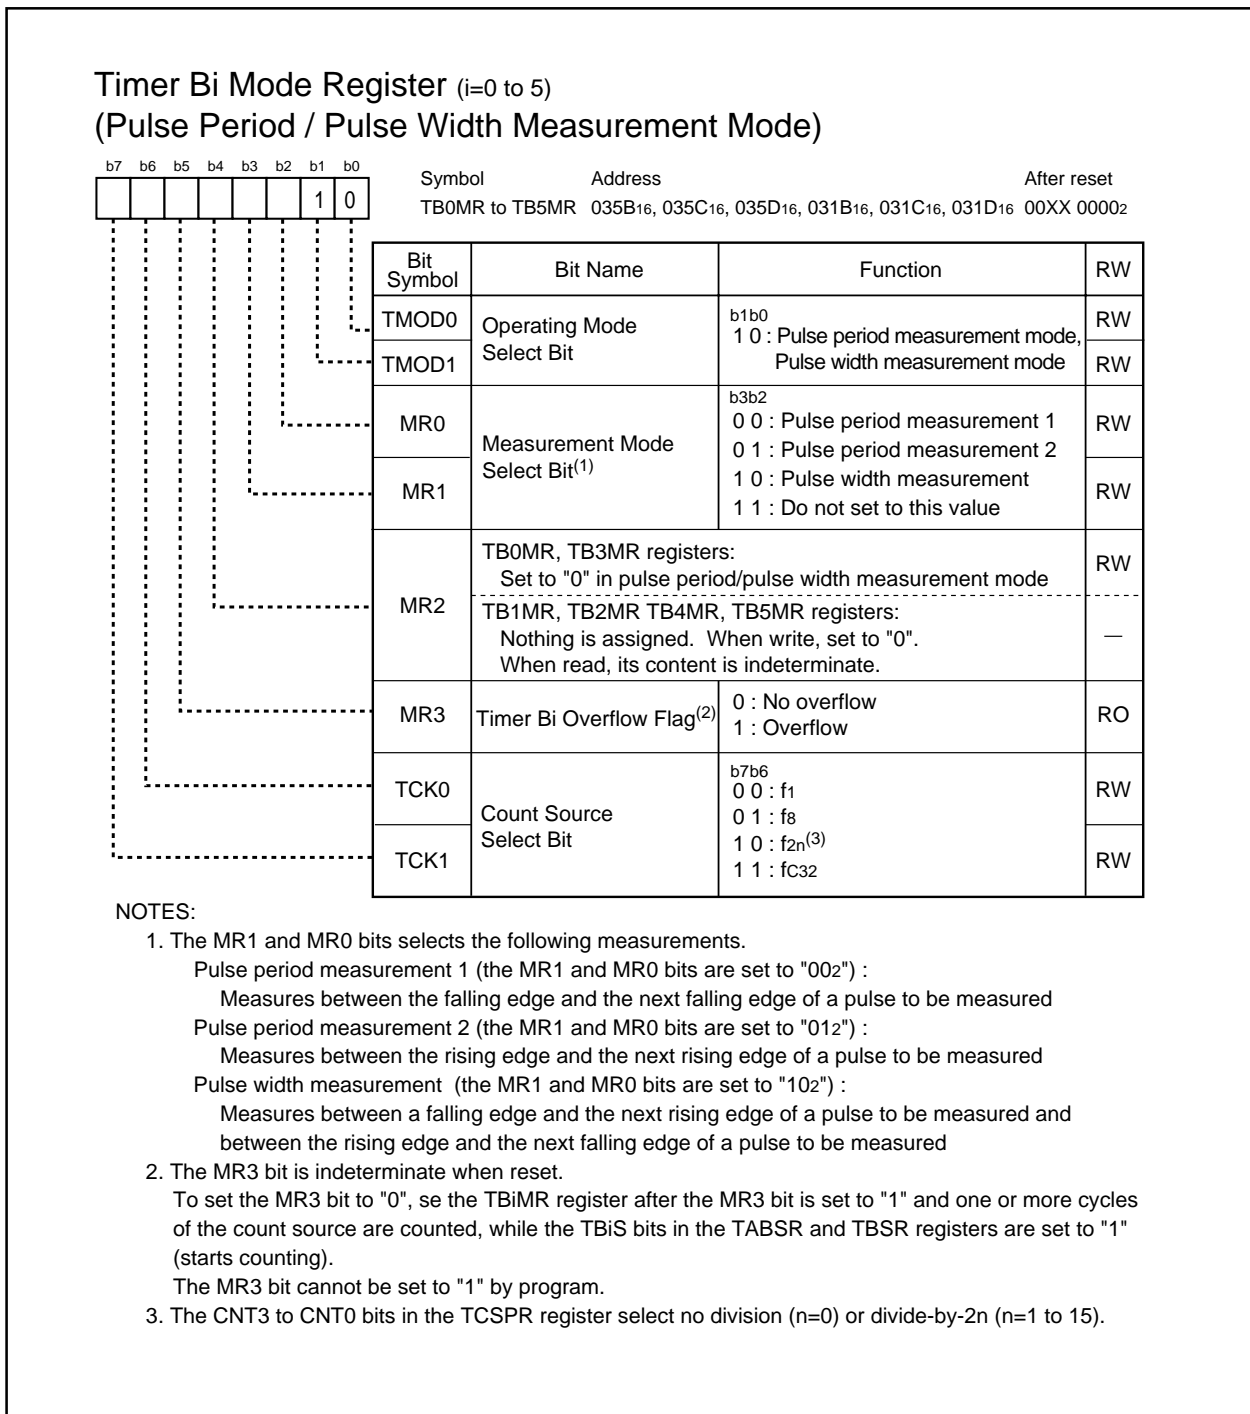 Timer Bi Mode Register (i=0 to 5)
(Pulse Period / Pulse Width Measurement Mode)
b7 b6 b5 b4 b3 b2 b1 b0
1 0
Symbol Address After reset
TB0MR to TB5MR 035B16, 035C16, 035D16, 031B16, 031C16, 031D16 00XX 00002
Bit Symbol Bit Name Function RW
TMOD0 RW
TMOD1 RW
Operating Mode
Select Bit
b1b0
1 0 : Pulse period measurement mode,
Pulse width measurement mode
MR0 RW
MR1 RW
Measurement Mode
Select Bit(1)
b3b2
0 0 : Pulse period measurement 1
0 1 : Pulse period measurement 2
1 0 : Pulse width measurement
1 1 : Do not set to this value
MR2
TB0MR, TB3MR registers:
Set to "0" in pulse period/pulse width measurement mode RW
TB1MR, TB2MR TB4MR, TB5MR registers:
Nothing is assigned. When write, set to "0".
When read, its content is indeterminate. —
MR3 Timer Bi Overflow Flag(2)
0 : No overflow
1 : Overflow
RO
TCK0 RW
TCK1 RW
Count Source
Select Bit
b7b6
0 0 : f1
0 1 : f8
1 0 : f2n(3)
1 1 : fC32
NOTES:
1. The MR1 and MR0 bits selects the following measurements.
Pulse period measurement 1 (the MR1 and MR0 bits are set to "002") :
Measures between the falling edge and the next falling edge of a pulse to be measured
Pulse period measurement 2 (the MR1 and MR0 bits are set to "012") :
Measures between the rising edge and the next rising edge of a pulse to be measured
Pulse width measurement (the MR1 and MR0 bits are set to "102") :
Measures between a falling edge and the next rising edge of a pulse to be measured and
between the rising edge and the next falling edge of a pulse to be measured
2. The MR3 bit is indeterminate when reset.
To set the MR3 bit to "0", se the TBiMR register after the MR3 bit is set to "1" and one or more cycles
of the count source are counted, while the TBiS bits in the TABSR and TBSR registers are set to "1"
(starts counting).
The MR3 bit cannot be set to "1" by program.
3. The CNT3 to CNT0 bits in the TCSPR register select no division (n=0) or divide-by-2n (n=1 to 15).